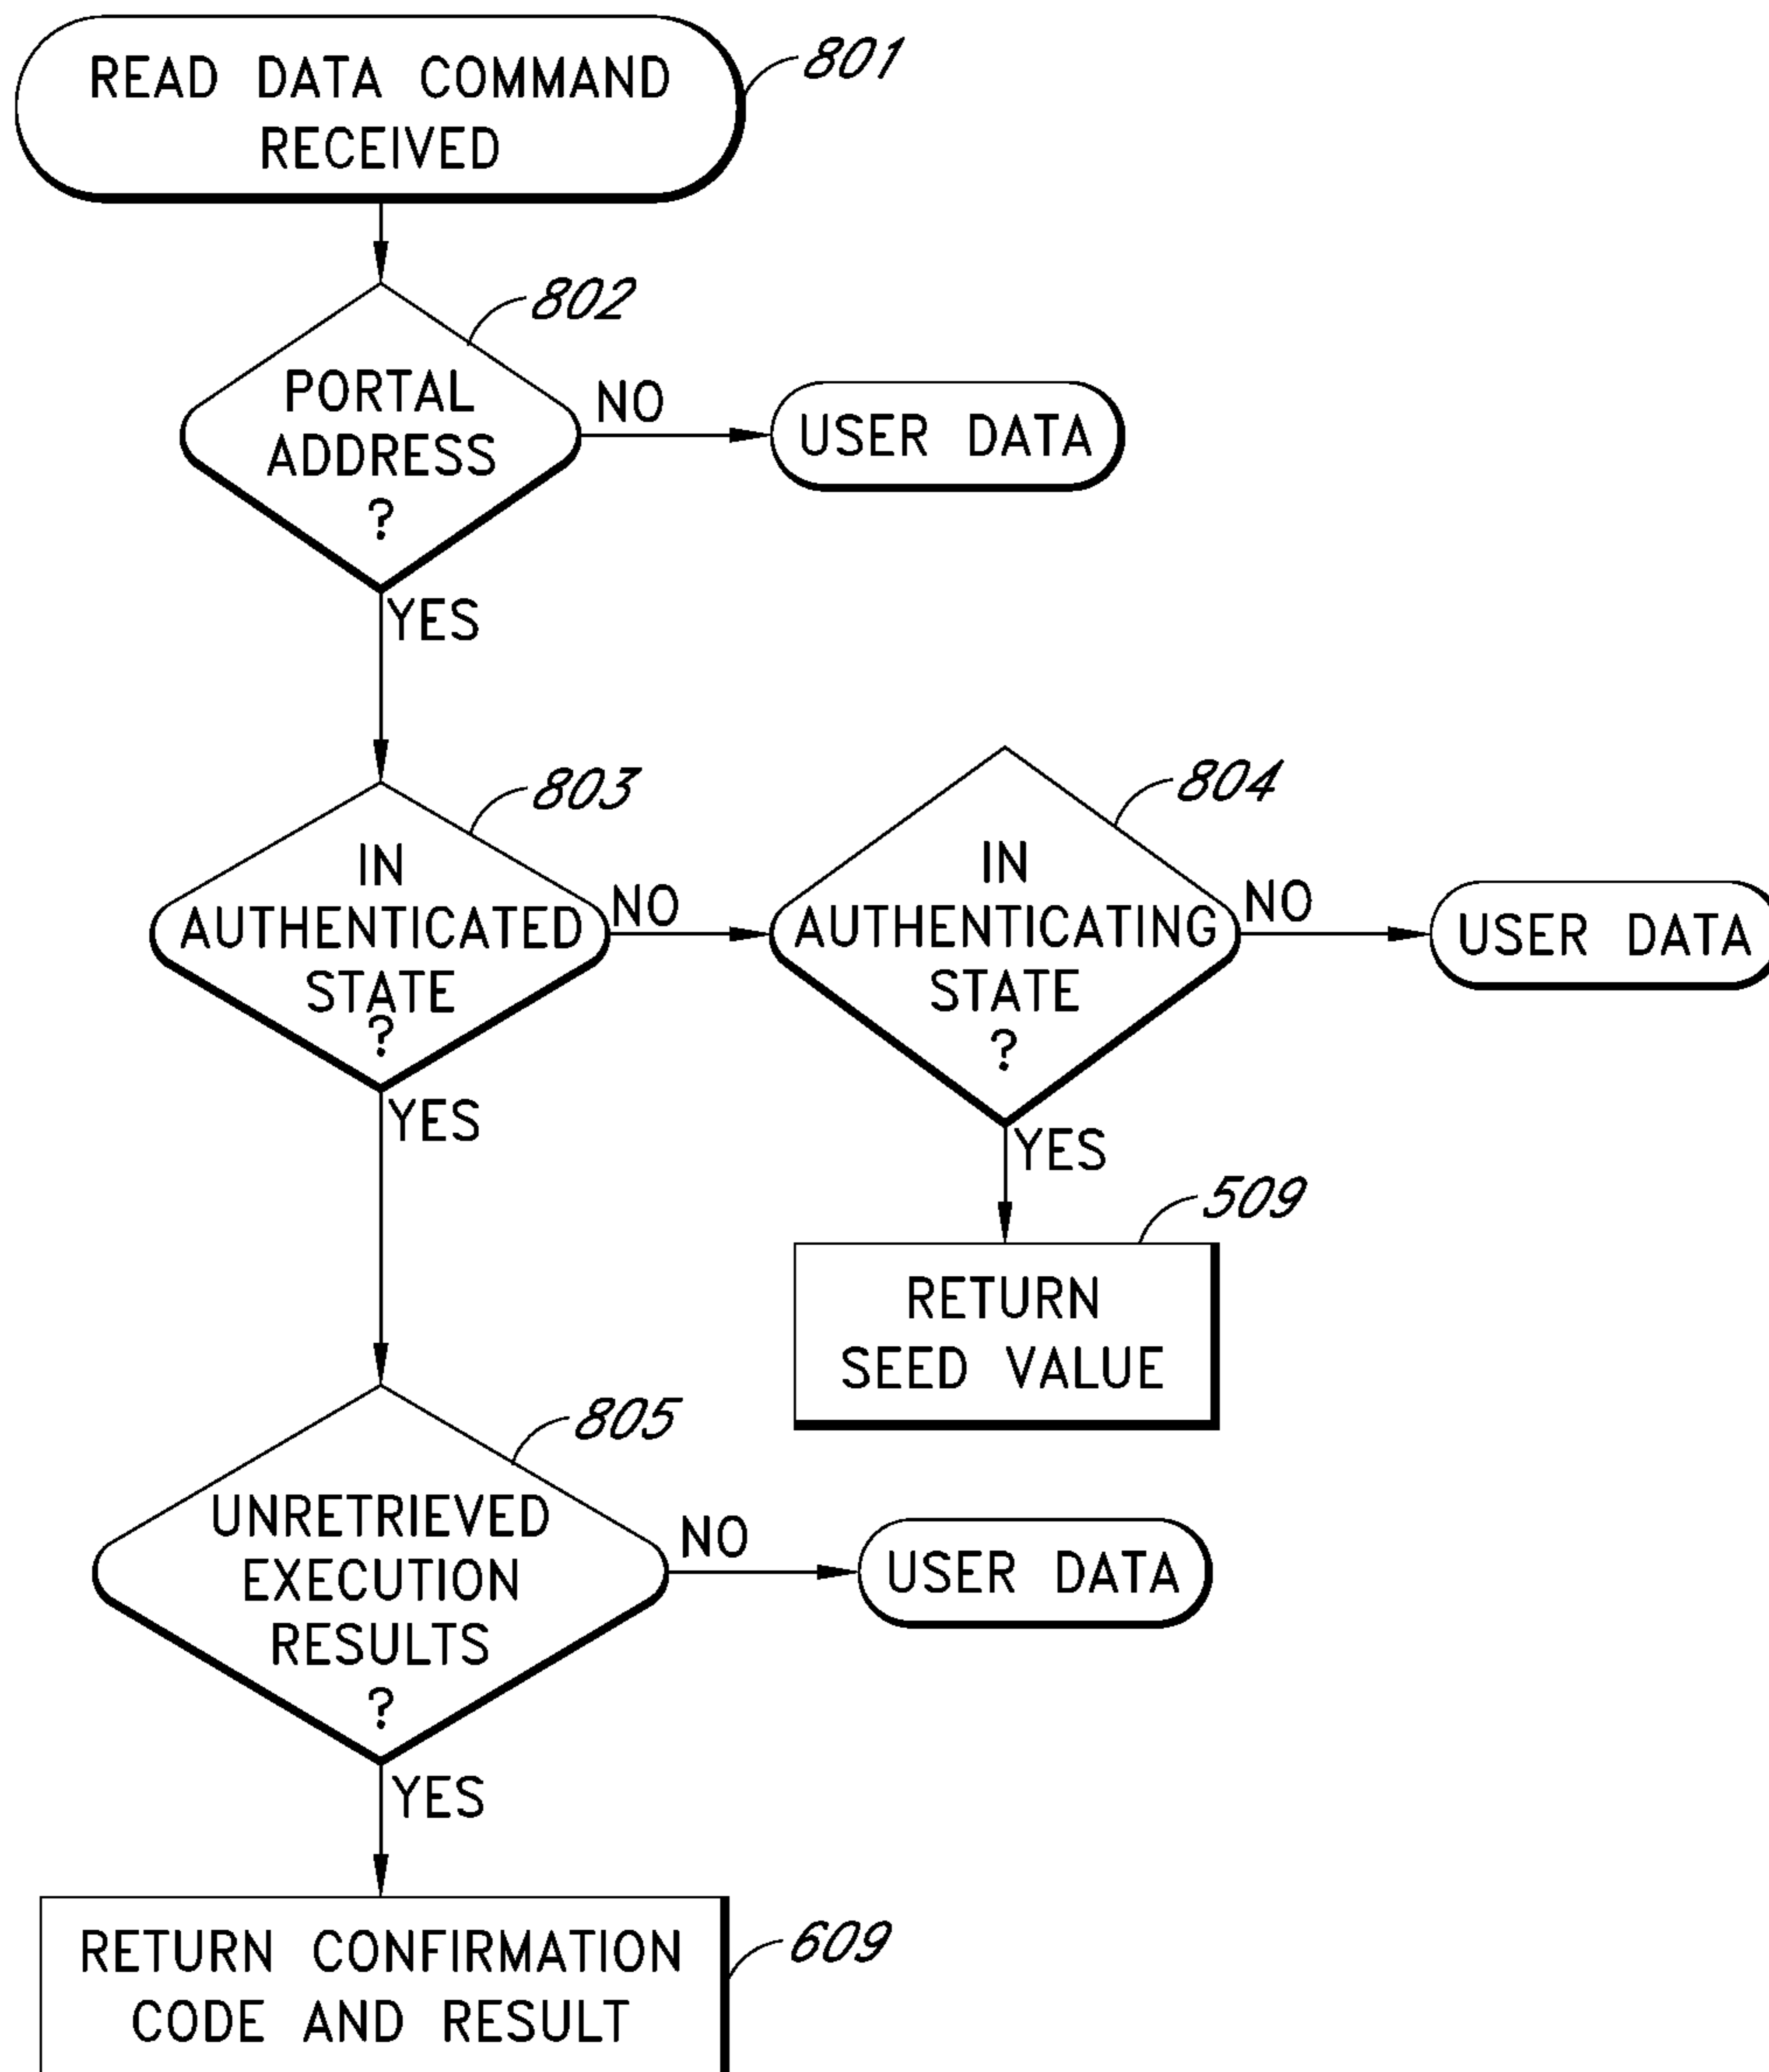 READ DATA COMMAND
RECEIVED
801
802
PORTAL
ADDRESS
?
NO
USER DATA
YES
803
IN
AUTHENTICATED
STATE
?
NO
804
IN
AUTHENTICATING
STATE
?
NO
USER DATA
YES
YES
509
RETURN
SEED VALUE
805
UNRETRIEVED
EXECUTION
RESULTS
?
NO
USER DATA
YES
RETURN CONFIRMATION
CODE AND RESULT
609